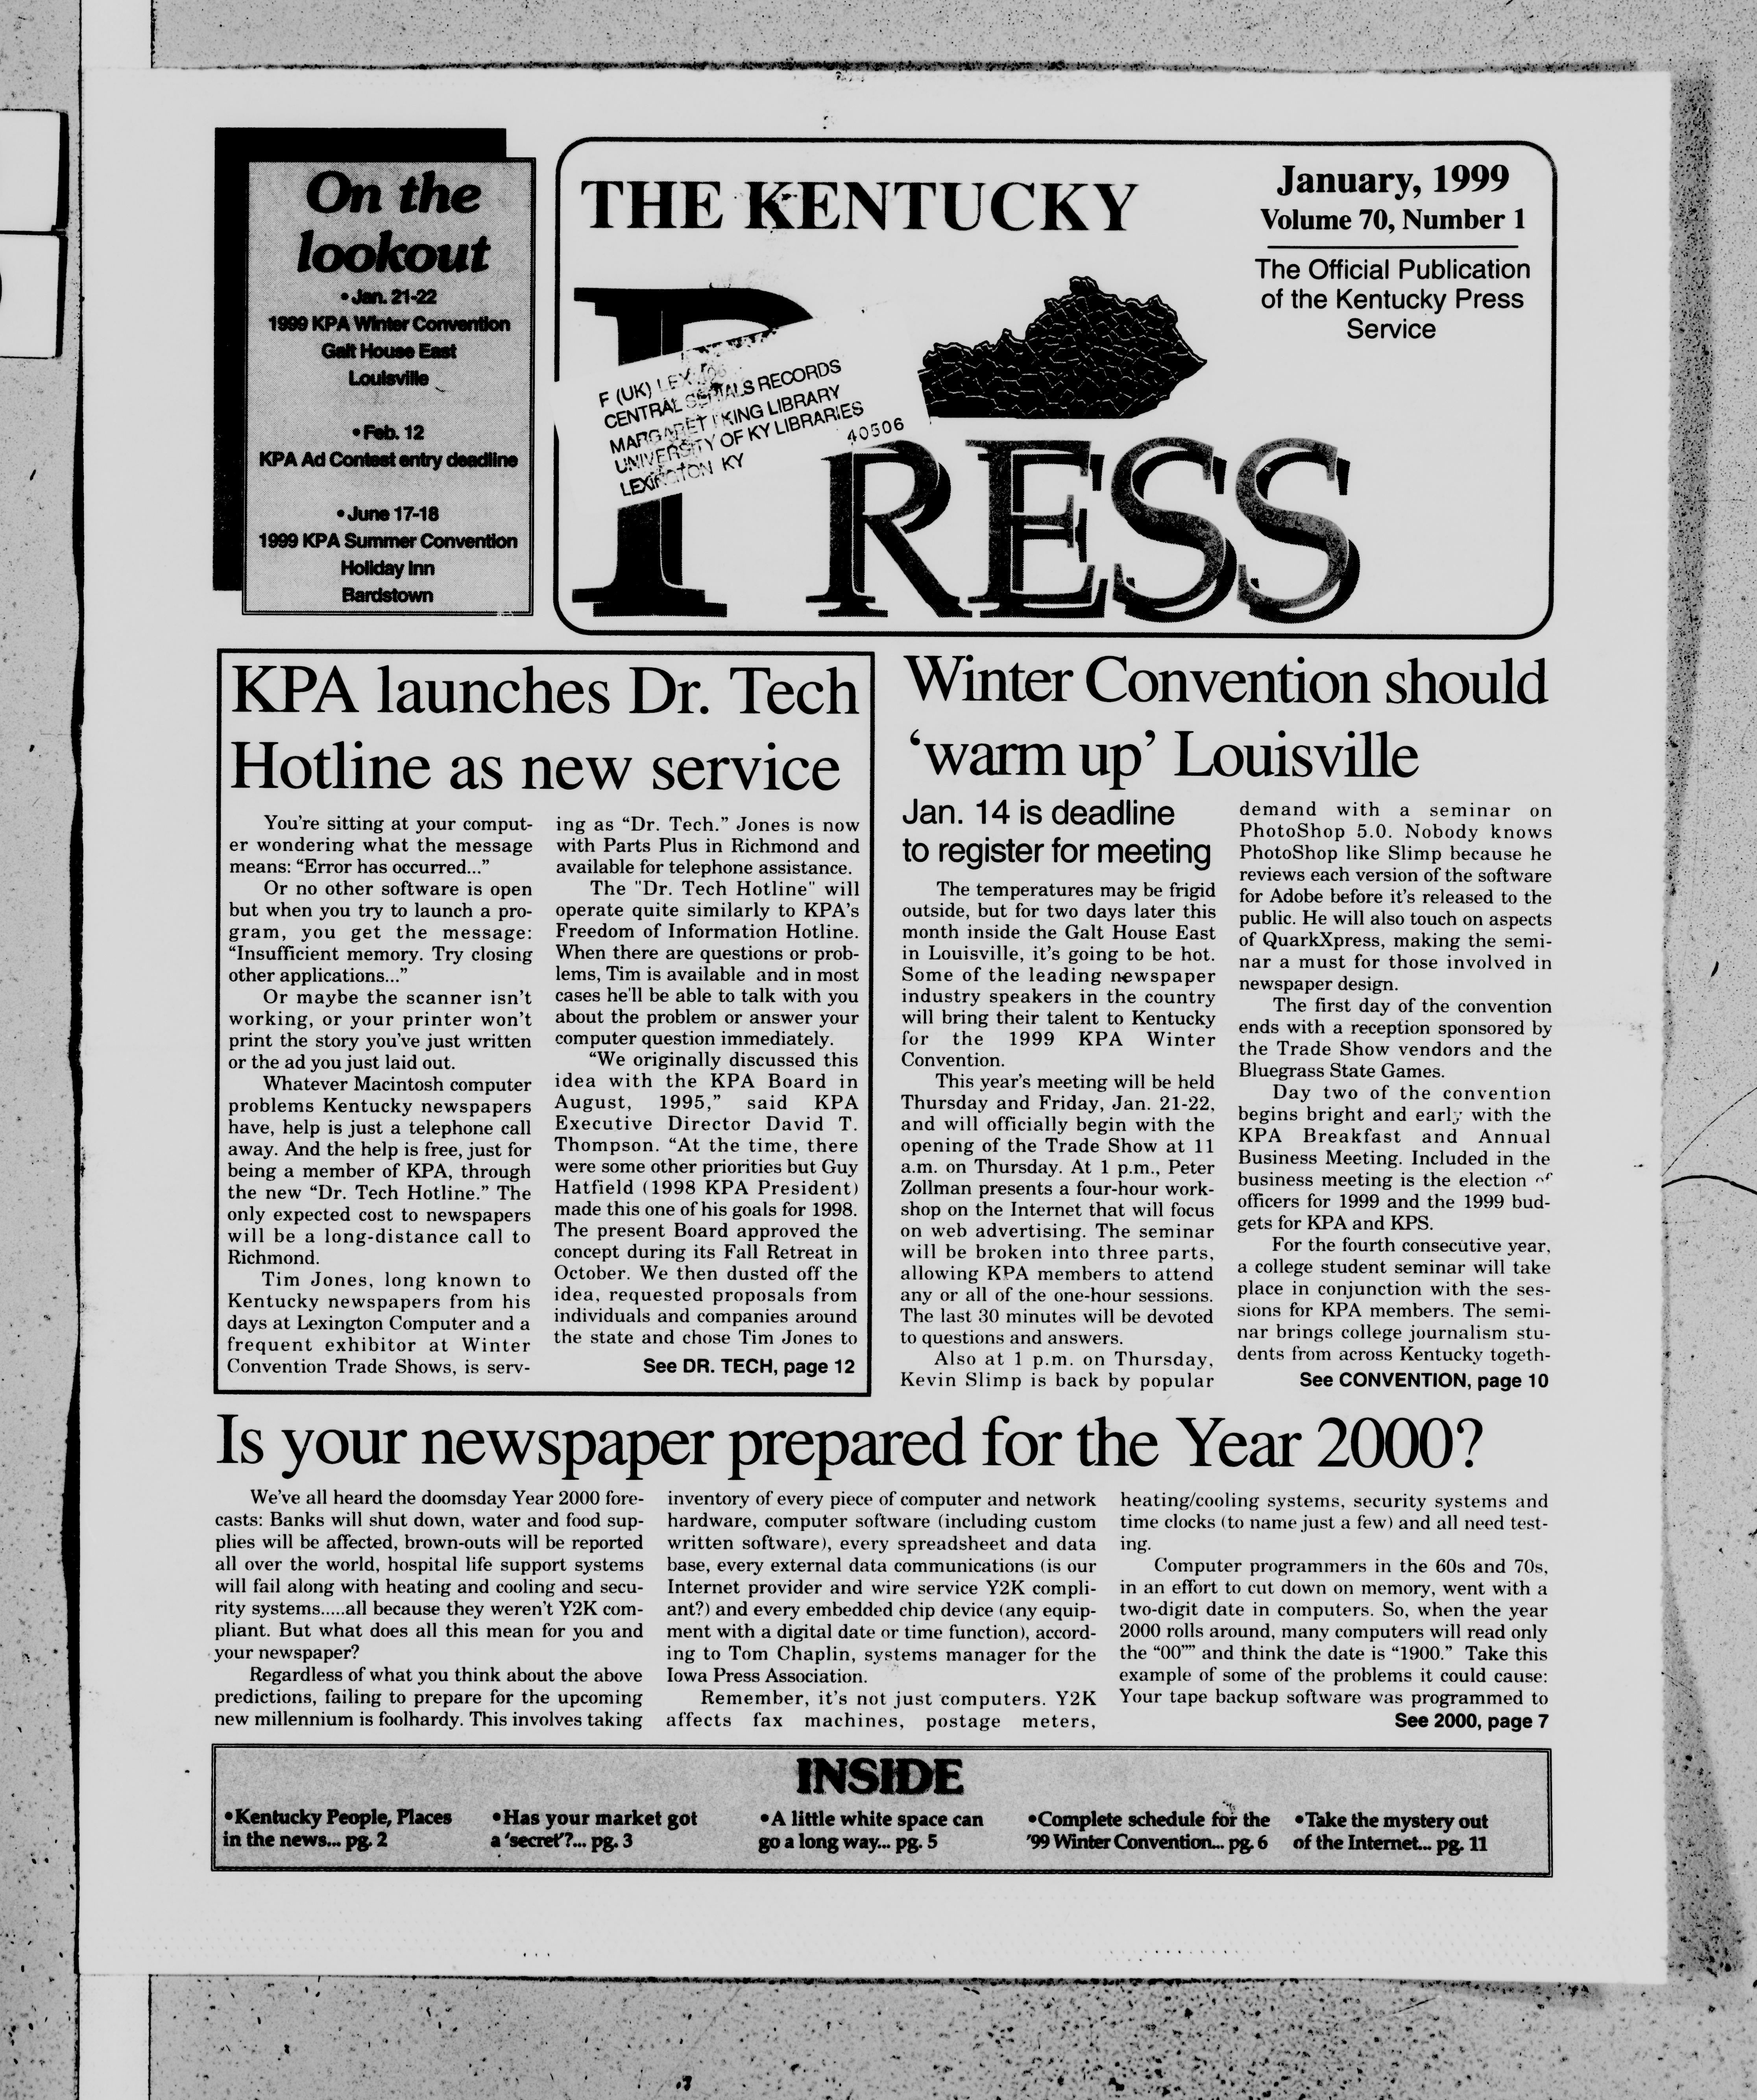 On the
lookout
•Jan. 21-22
1999 KPA Winter Convention
Galt House East
Louisville
•Feb. 12
KPA Ad Contest entry deadline
•June 17-18
1999 KPA Summer Convention
Holiday Inn
Bardstown
THE KENTUCKY
PRESS
January, 1999
Volume 70, Number 1
The Official Publication
of the Kentucky Press
Service
F (UK)
CENTRAL SERIALS RECORDS
MARGARET I KING LIBRARY
UNIVERSITY OF KY LIBRARIES
LEXINGTON KY 40506
KPA launches Dr. Tech
Hotline as new service
You're sitting at your comput-
er wondering what the message
means: “Error has occurred...”
Or no other software is open
but when you try to launch a pro-
gram, you get the message:
“Insufficient memory. Try closing
other applications...”
Or maybe the scanner isn't
working, or your printer won't
print the story you've just written
or the ad you just laid out.
Whatever Macintosh computer
problems Kentucky newspapers
have, help is just a telephone call
away. And the help is free, just for
being a member of KPA, through
the new “Dr. Tech Hotline.” The
only expected cost to newspapers
will be a long-distance call to
Richmond.
Tim Jones, long known to
Kentucky newspapers from his
days at Lexington Computer and a
frequent exhibitor at Winter
Convention Trade Shows, is serv-
ing as “Dr. Tech.” Jones is now
with Parts Plus in Richmond and
available for telephone assistance.
The "Dr. Tech Hotline" will
operate quite similarly to KPA's
Freedom of Information Hotline.
When there are questions or prob-
lems, Tim is available and in most
cases he'll be able to talk with you
about the problem or answer your
computer question immediately.
“We originally discussed this
idea with the KPA Board in
August, 1995,” said KPA
Executive Director David T.
Thompson. “At the time, there
were some other priorities but Guy
Hatfield (1998 KPA President)
made this one of his goals for 1998.
The present Board approved the
concept during its Fall Retreat in
October. We then dusted off the
idea, requested proposals from
individuals and companies around
the state and chose Tim Jones to
See DR. TECH, page 12
Winter Convention should
‘warm up’ Louisville
Jan. 14 is deadline
to register for meeting
The temperatures may be frigid
outside, but for two days later this
month inside the Galt House East
in Louisville, it's going to be hot.
Some of the leading newspaper
industry speakers in the country
will bring their talent to Kentucky
for the 1999 KPA Winter
Convention.
This year's meeting will be held
Thursday and Friday, Jan. 21-22,
and will officially begin with the
opening of the Trade Show at 11
a.m. on Thursday. At 1 p.m., Peter
Zollman presents a four-hour work-
shop on the Internet that will focus
on web advertising. The seminar
will be broken into three parts,
allowing KPA members to attend
any or all of the one-hour sessions.
The last 30 minutes will be devoted
to questions and answers.
Also at 1 p.m. on Thursday,
Kevin Slimp is back by popular
demand with a seminar on
PhotoShop 5.0. Nobody knows
PhotoShop like Slimp because he
reviews each version of the software
for Adobe before it's released to the
public. He will also touch on aspects
of QuarkXpress, making the semi-
nar a must for those involved in
newspaper design.
The first day of the convention
ends with a reception sponsored by
the Trade Show vendors and the
Bluegrass State Games.
Day two of the convention
begins bright and early with the
KPA Breakfast and Annual
Business Meeting. Included in the
business meeting is the election of
officers for 1999 and the 1999 bud-
gets for KPA and KPS.
For the fourth consecutive year,
a college student seminar will take
place in conjunction with the ses-
sions for KPA members. The semi-
nar brings college journalism stu-
dents from across Kentucky togeth-
See CONVENTION, page 10
Is your newspaper prepared for the Year 2000?
We've all heard the doomsday Year 2000 fore-
casts: Banks will shut down, water and food sup-
plies will be affected, brown-outs will be reported
all over the world, hospital life support systems
will fail along with heating and cooling and secu-
rity systems.....all because they weren't Y2K com-
pliant. But what does all this mean for you and
your newspaper?
Regardless of what you think about the above
predictions, failing to prepare for the upcoming
new millennium is foolhardy. This involves taking
inventory of every piece of computer and network
hardware, computer software (including custom
written software), every spreadsheet and data
base, every external data communications (is our
Internet provider and wire service Y2K compli-
ant?) and every embedded chip device (any equip-
ment with a digital date or time function), accord-
ing to Tom Chaplin, systems manager for the
Iowa Press Association.
Remember, it's not just computers. Y2K
affects fax machines, postage meters,
heating/cooling systems, security systems and
time clocks (to name just a few) and all need test-
ing.
Computer programmers in the 60s and 70s,
in an effort to cut down on memory, went with a
two-digit date in computers. So, when the year
2000 rolls around, many computers will read only
the “00”” and think the date is “1900.” Take this
example of some of the problems it could cause:
Your tape backup software was programmed to
See 2000, page 7
INSIDE
•Kentucky People, Places
in the news... pg. 2
•Has your market got
a ‘secret’?... pg. 3
•A little white space can
go a long way... pg. 5
•Complete schedule for the
'99 Winter Convention... pg. 6
•Take the mystery out
of the Internet... pg. 11